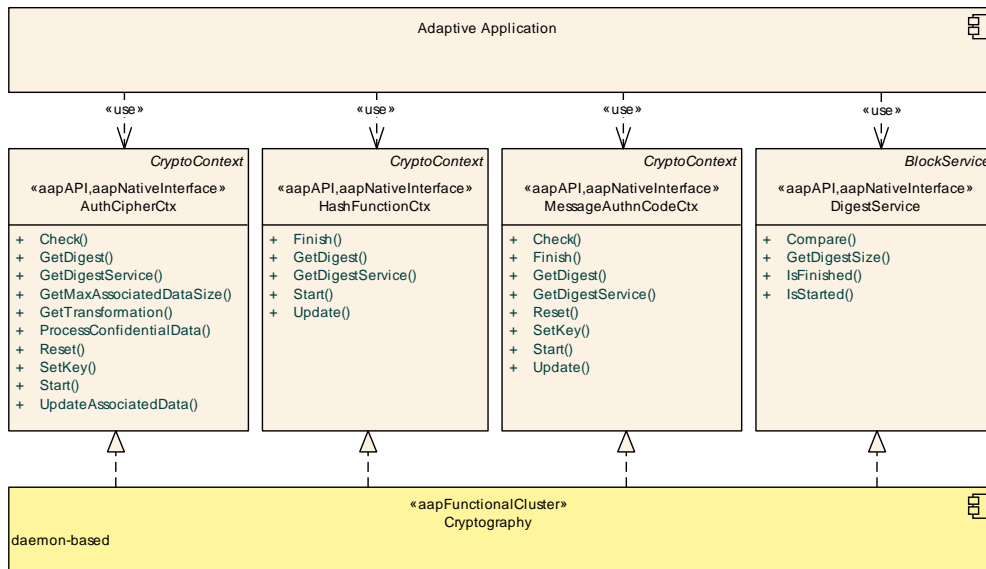 Adaptive Application
«use» «use» «use» «use»
CryptoContext
«aapAPI,aapNativeInterface»
AuthCipherCtx
+ Check()
+ GetDigest()
+ GetDigestService()
+ GetMaxAssociatedDataSize()
+ GetTransformation()
+ ProcessConfidentialData()
+ Reset()
+ SetKey()
+ Start()
+ UpdateAssociatedData()
CryptoContext
«aapAPI,aapNativeInterface»
HashFunctionCtx
+ Finish()
+ GetDigest()
+ GetDigestService()
+ Start()
+ Update()
CryptoContext
«aapAPI,aapNativeInterface»
MessageAuthnCodeCtx
+ Check()
+ Finish()
+ GetDigest()
+ GetDigestService()
+ Reset()
+ SetKey()
+ Start()
+ Update()
BlockService
«aapAPI,aapNativeInterface»
DigestService
+ Compare()
+ GetDigestSize()
+ IsFinished()
+ IsStarted()
«aapFunctionalCluster»
Cryptography
daemon-based